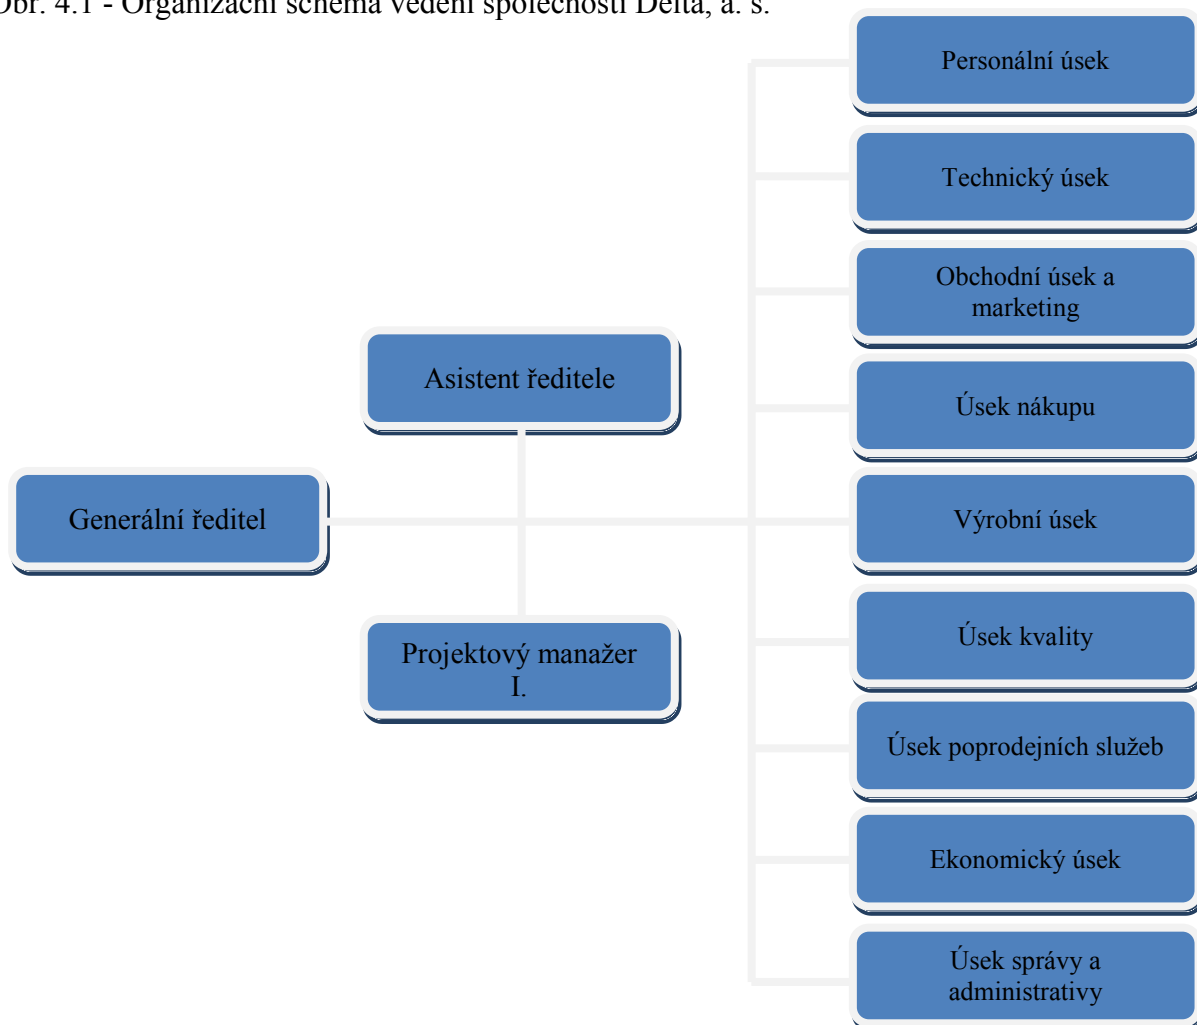 Obr. 4.1 - Organizační schéma vedení společnosti Delta, a. s.
Personální úsek
Technický úsek
Obchodní úsek a
marketing
Asistent ředitele
Úsek nákupu
Generální ředitel
Výrobní úsek
Projektový manažer
I.
Úsek kvality
Úsek poprodejních služeb
Ekonomický úsek
Úsek správy a
administrativy